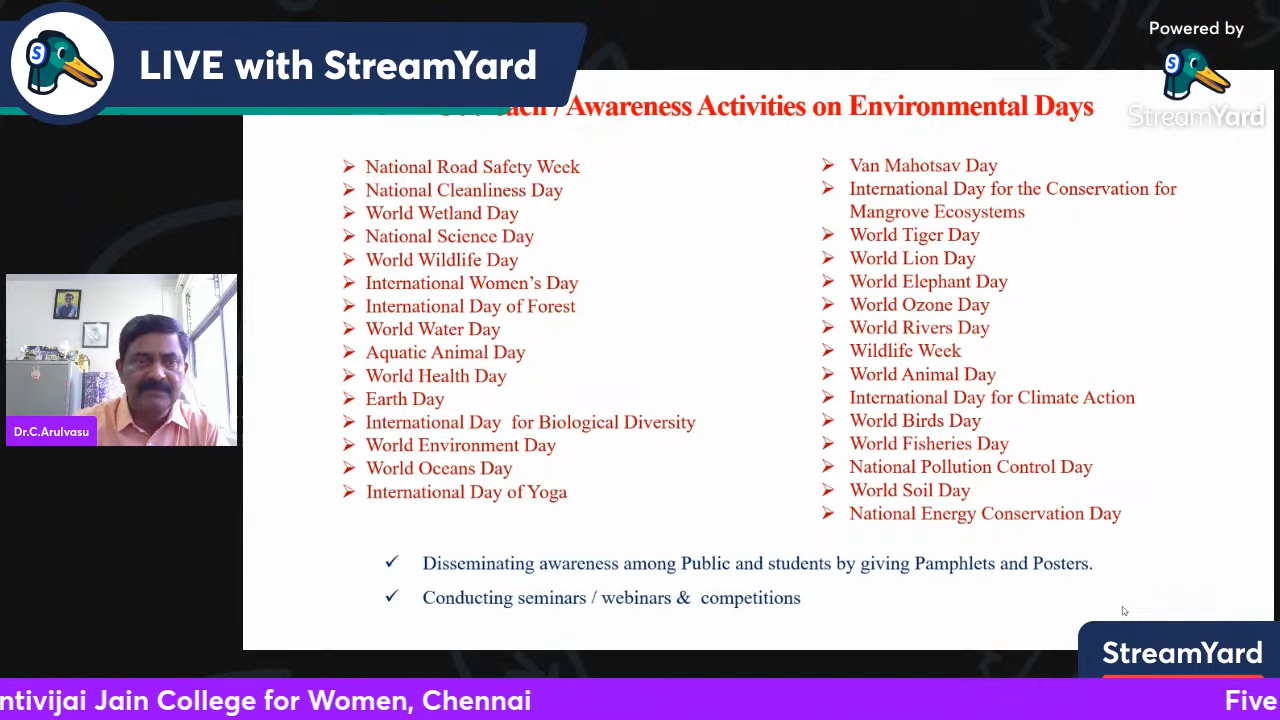 S
LIVE with StreamYard
Powered by
S
StreamYard
/ Awareness Activities on Environmental Days
➢ National Road Safety Week
➢ National Cleanliness Day
➢ World Wetland Day
➢ National Science Day
➢ World Wildlife Day
➢ International Women’s Day
➢ International Day of Forest
➢ World Water Day
➢ Aquatic Animal Day
➢ World Health Day
➢ Earth Day
➢ International Day for Biological Diversity
➢ World Environment Day
➢ World Oceans Day
➢ International Day of Yoga
➢ Van Mahotsav Day
➢ International Day for the Conservation for
Mangrove Ecosystems
➢ World Tiger Day
➢ World Lion Day
➢ World Elephant Day
➢ World Ozone Day
➢ World Rivers Day
➢ Wildlife Week
➢ World Animal Day
➢ International Day for Climate Action
➢ World Birds Day
➢ World Fisheries Day
➢ National Pollution Control Day
➢ World Soil Day
➢ National Energy Conservation Day
✓ Disseminating awareness among Public and students by giving Pamphlets and Posters.
✓ Conducting seminars / webinars & competitions
Dr.C.Arulvasu
StreamYard
ntivijai Jain College for Women, Chennai
Five